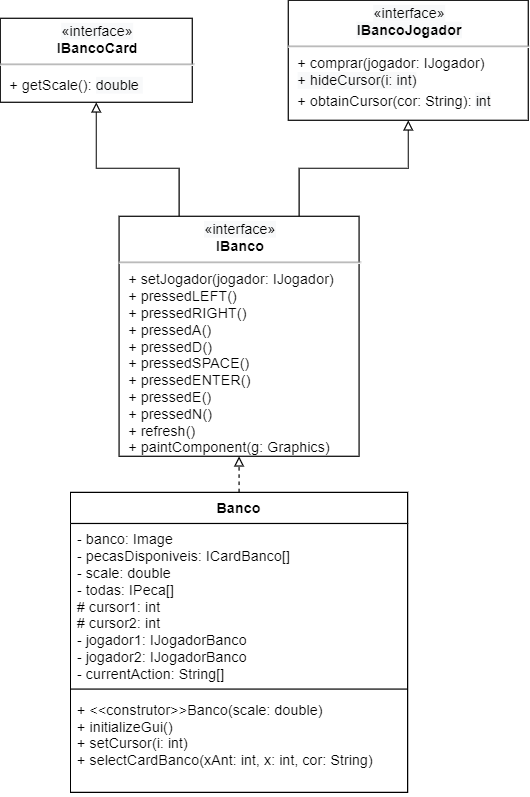 «interface»
IBancoCard
+ getScale(): double
«interface»
IBancoJogador
+ comprar(jogador: IJogador)
+ hideCursor(i: int)
+ obtainCursor(cor: String): int
«interface»
IBanco
+ setJogador(jogador: IJogador)
+ pressedLEFT()
+ pressedRIGHT()
+ pressedA()
+ pressedD()
+ pressedSPACE()
+ pressedENTER()
+ pressedE()
+ pressedN()
+ refresh()
+ paintComponent(g: Graphics)
Banco
- banco: Image
- pecasDisponiveis: ICardBanco[]
- scale: double
- todas: IPeca[]
# cursor1: int
# cursor2: int
- jogador1: IJogadorBanco
- jogador2: IJogadorBanco
- currentAction: String[]
+ <<construtor>>Banco(scale: double)
+ initializeGui()
+ setCursor(i: int)
+ selectCardBanco(xAnt: int, x: int, cor: String)